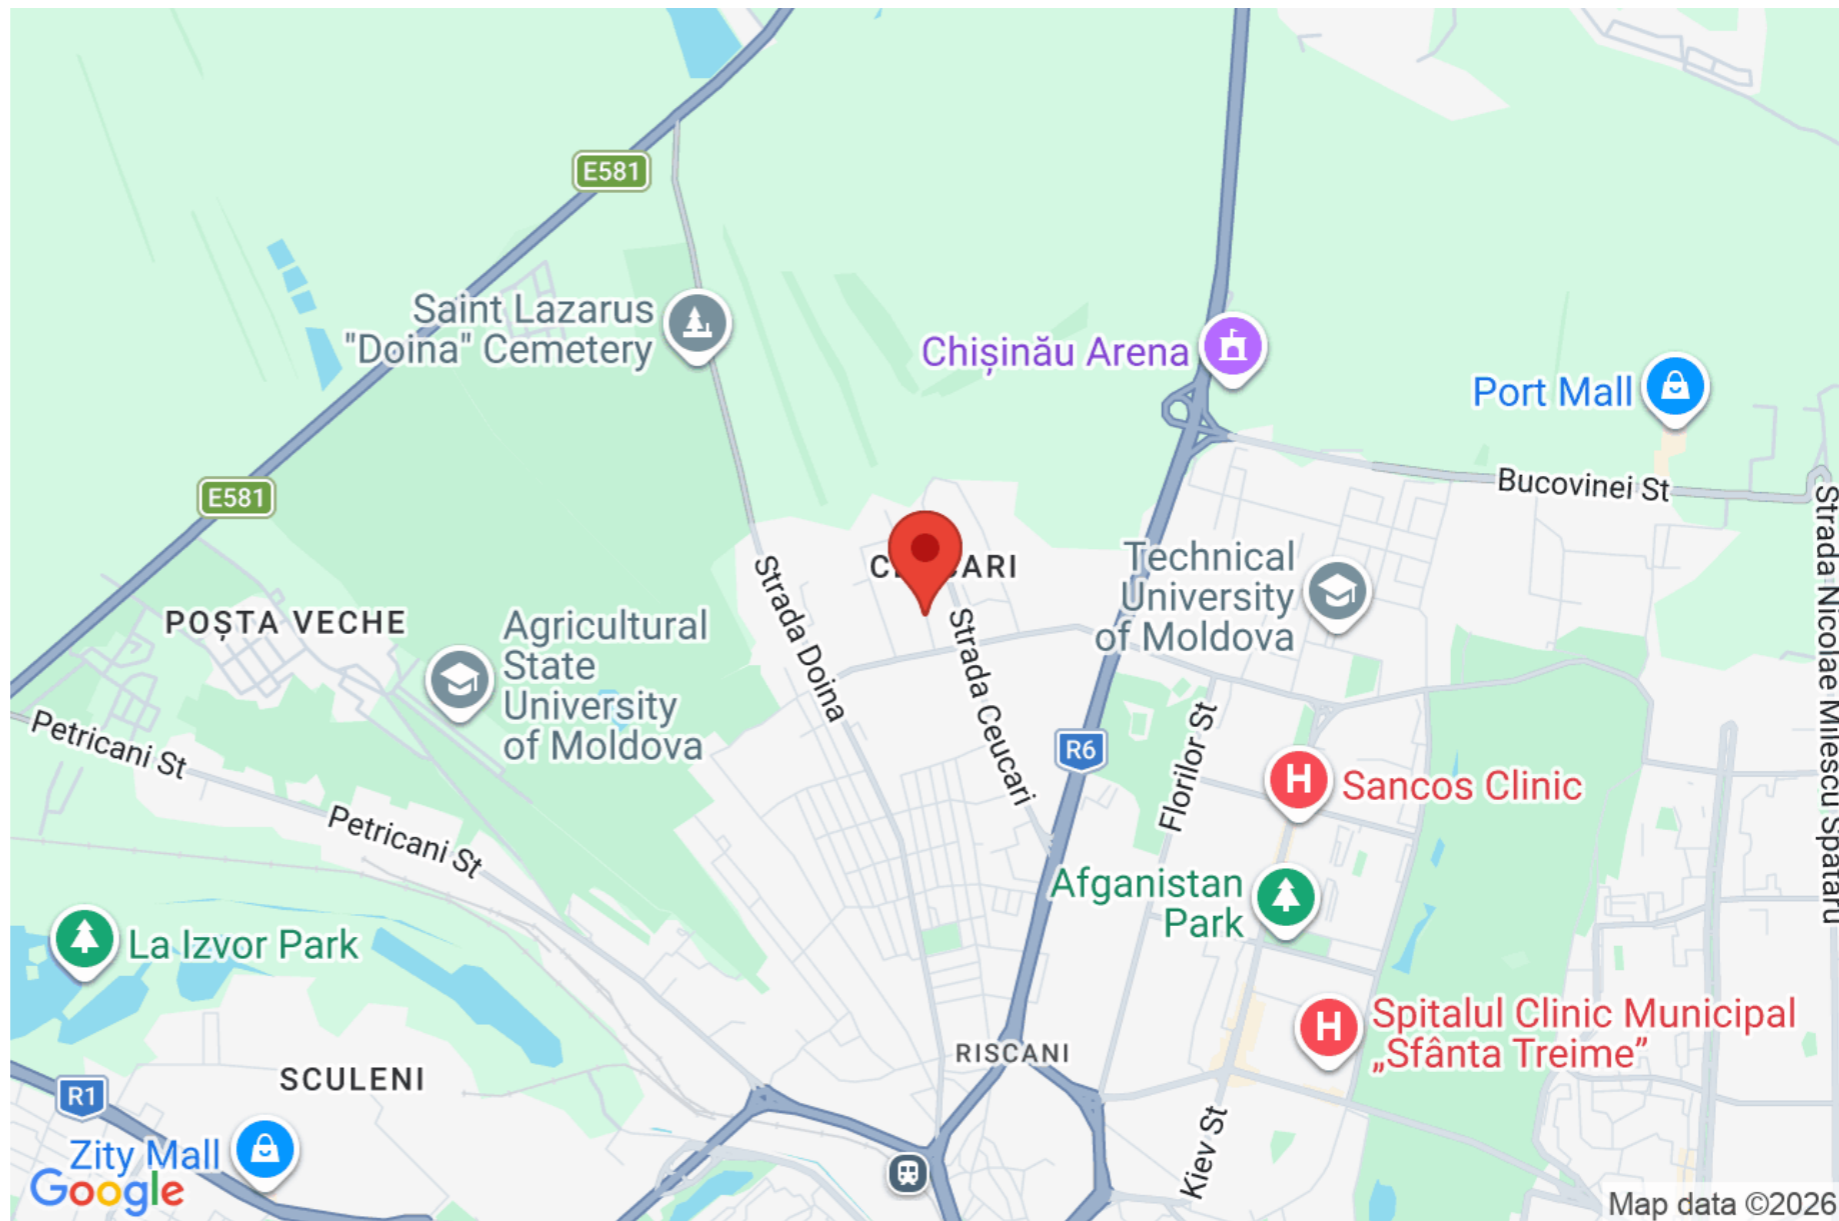 E581
Saint Lazarus
"Doina" Cemetery
Chișinău Arena
Port Mall
E581
Bucovinei St
Strada Nicolae Milescu Spătaru
Technical
University
of Moldova
Strada Doina
Strada Ceucari
POȘTA VECHE
Agricultural
State
University
of Moldova
Petricani St
Florilor St
R6
Sancos Clinic
Petricani St
Afganistan
Park
La Izvor Park
Spitalul Clinic Municipal
„Sfânta Treime”
RISCANI
SCULENI
R1
Zity Mall
Kiev St
Google
Map data ©2026